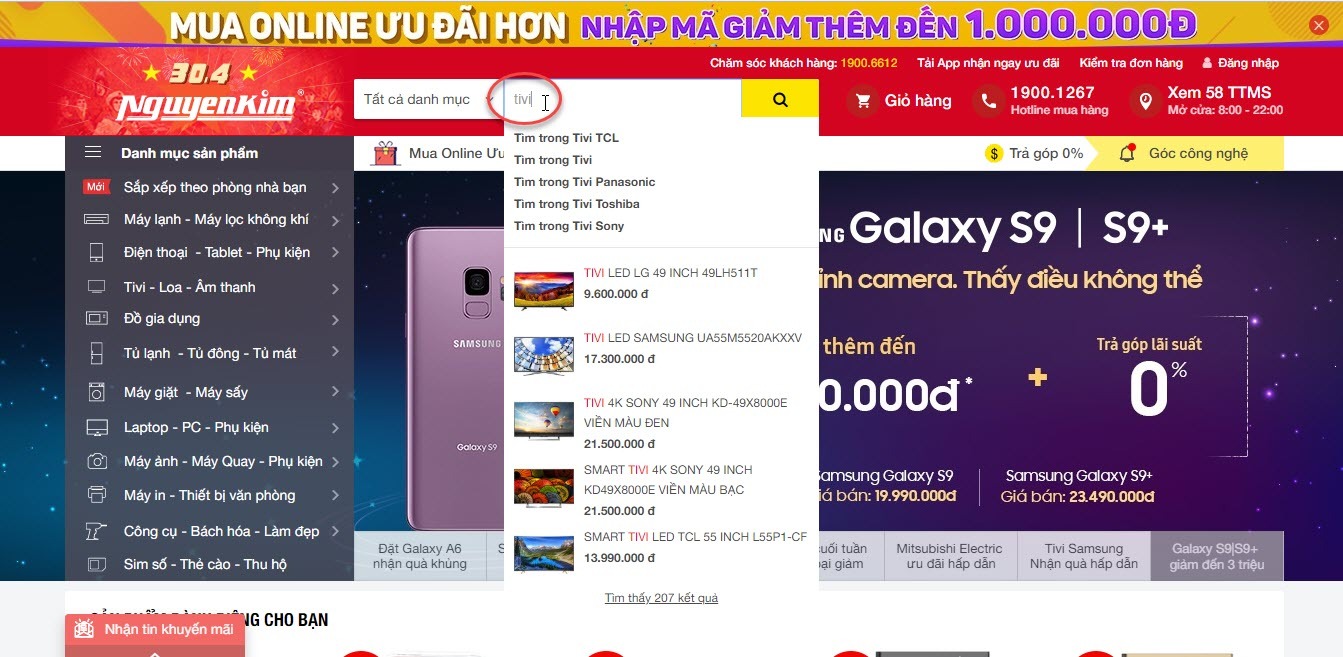 MUA ONLINE ƯU ĐÃI HƠN NHẬP MÃ GIẢM THÊM ĐẾN 1.000.000Đ
Chăm sóc khách hàng: 1900.6612 Tải App nhận ngay ưu đãi Kiểm tra đơn hàng Đăng nhập
30.4
NGUYENKIM
Tất cả danh mục
tivi
Giỏ hàng
1900.1267
Hotline mua hàng
Xem 58 TTMS
Mở cửa: 8:00 - 22:00
Danh mục sản phẩm
Mua Online Ưu
Trả góp 0%
Góc công nghệ
Mới Sắp xếp theo phòng nhà bạn
Máy lạnh - Máy lọc không khí
Điện thoại - Tablet - Phụ kiện
Tivi - Loa - Âm thanh
Đồ gia dụng
Tủ lạnh - Tủ đông - Tủ mát
Máy giặt - Máy sấy
Laptop - PC - Phụ kiện
Máy ảnh - Máy Quay - Phụ kiện
Máy in - Thiết bị văn phòng
Công cụ - Bách hóa - Làm đẹp
Sim số - Thẻ cào - Thu hộ
Tìm trong Tivi TCL
Tìm trong Tivi
Tìm trong Tivi Panasonic
Tìm trong Tivi Toshiba
Tìm trong Tivi Sony
TIVI LED LG 49 INCH 49LH511T
9.600.000 đ
TIVI LED SAMSUNG UA55M5520AKXXV
17.300.000 đ
TIVI 4K SONY 49 INCH KD-49X8000E
VIỀN MÀU ĐEN
21.500.000 đ
SMART TIVI 4K SONY 49 INCH
KD49X8000E VIỀN MÀU BẠC
21.500.000 đ
SMART TIVI LED TCL 55 INCH L55P1-CF
13.990.000 đ
Tìm thấy 207 kết quả
SAMSUNG
Galaxy S9
NG Galaxy S9 | S9+
camera. Thấy điều không thể
thêm đến
0.000đ*
+
Trả góp lãi suất
0%
Samsung Galaxy S9
giá bán: 19.990.000đ
Samsung Galaxy S9+
Giá bán: 23.490.000đ
Đặt Galaxy A6
nhận quà khủng
cuối tuần
giảm
Mitsubishi Electric
ưu đãi hấp dẫn
Tivi Samsung
Nhận quà hấp dẫn
Galaxy S9|S9+
giảm đến 3 triệu
NG CHO BẠN
Nhận tin khuyến mãi